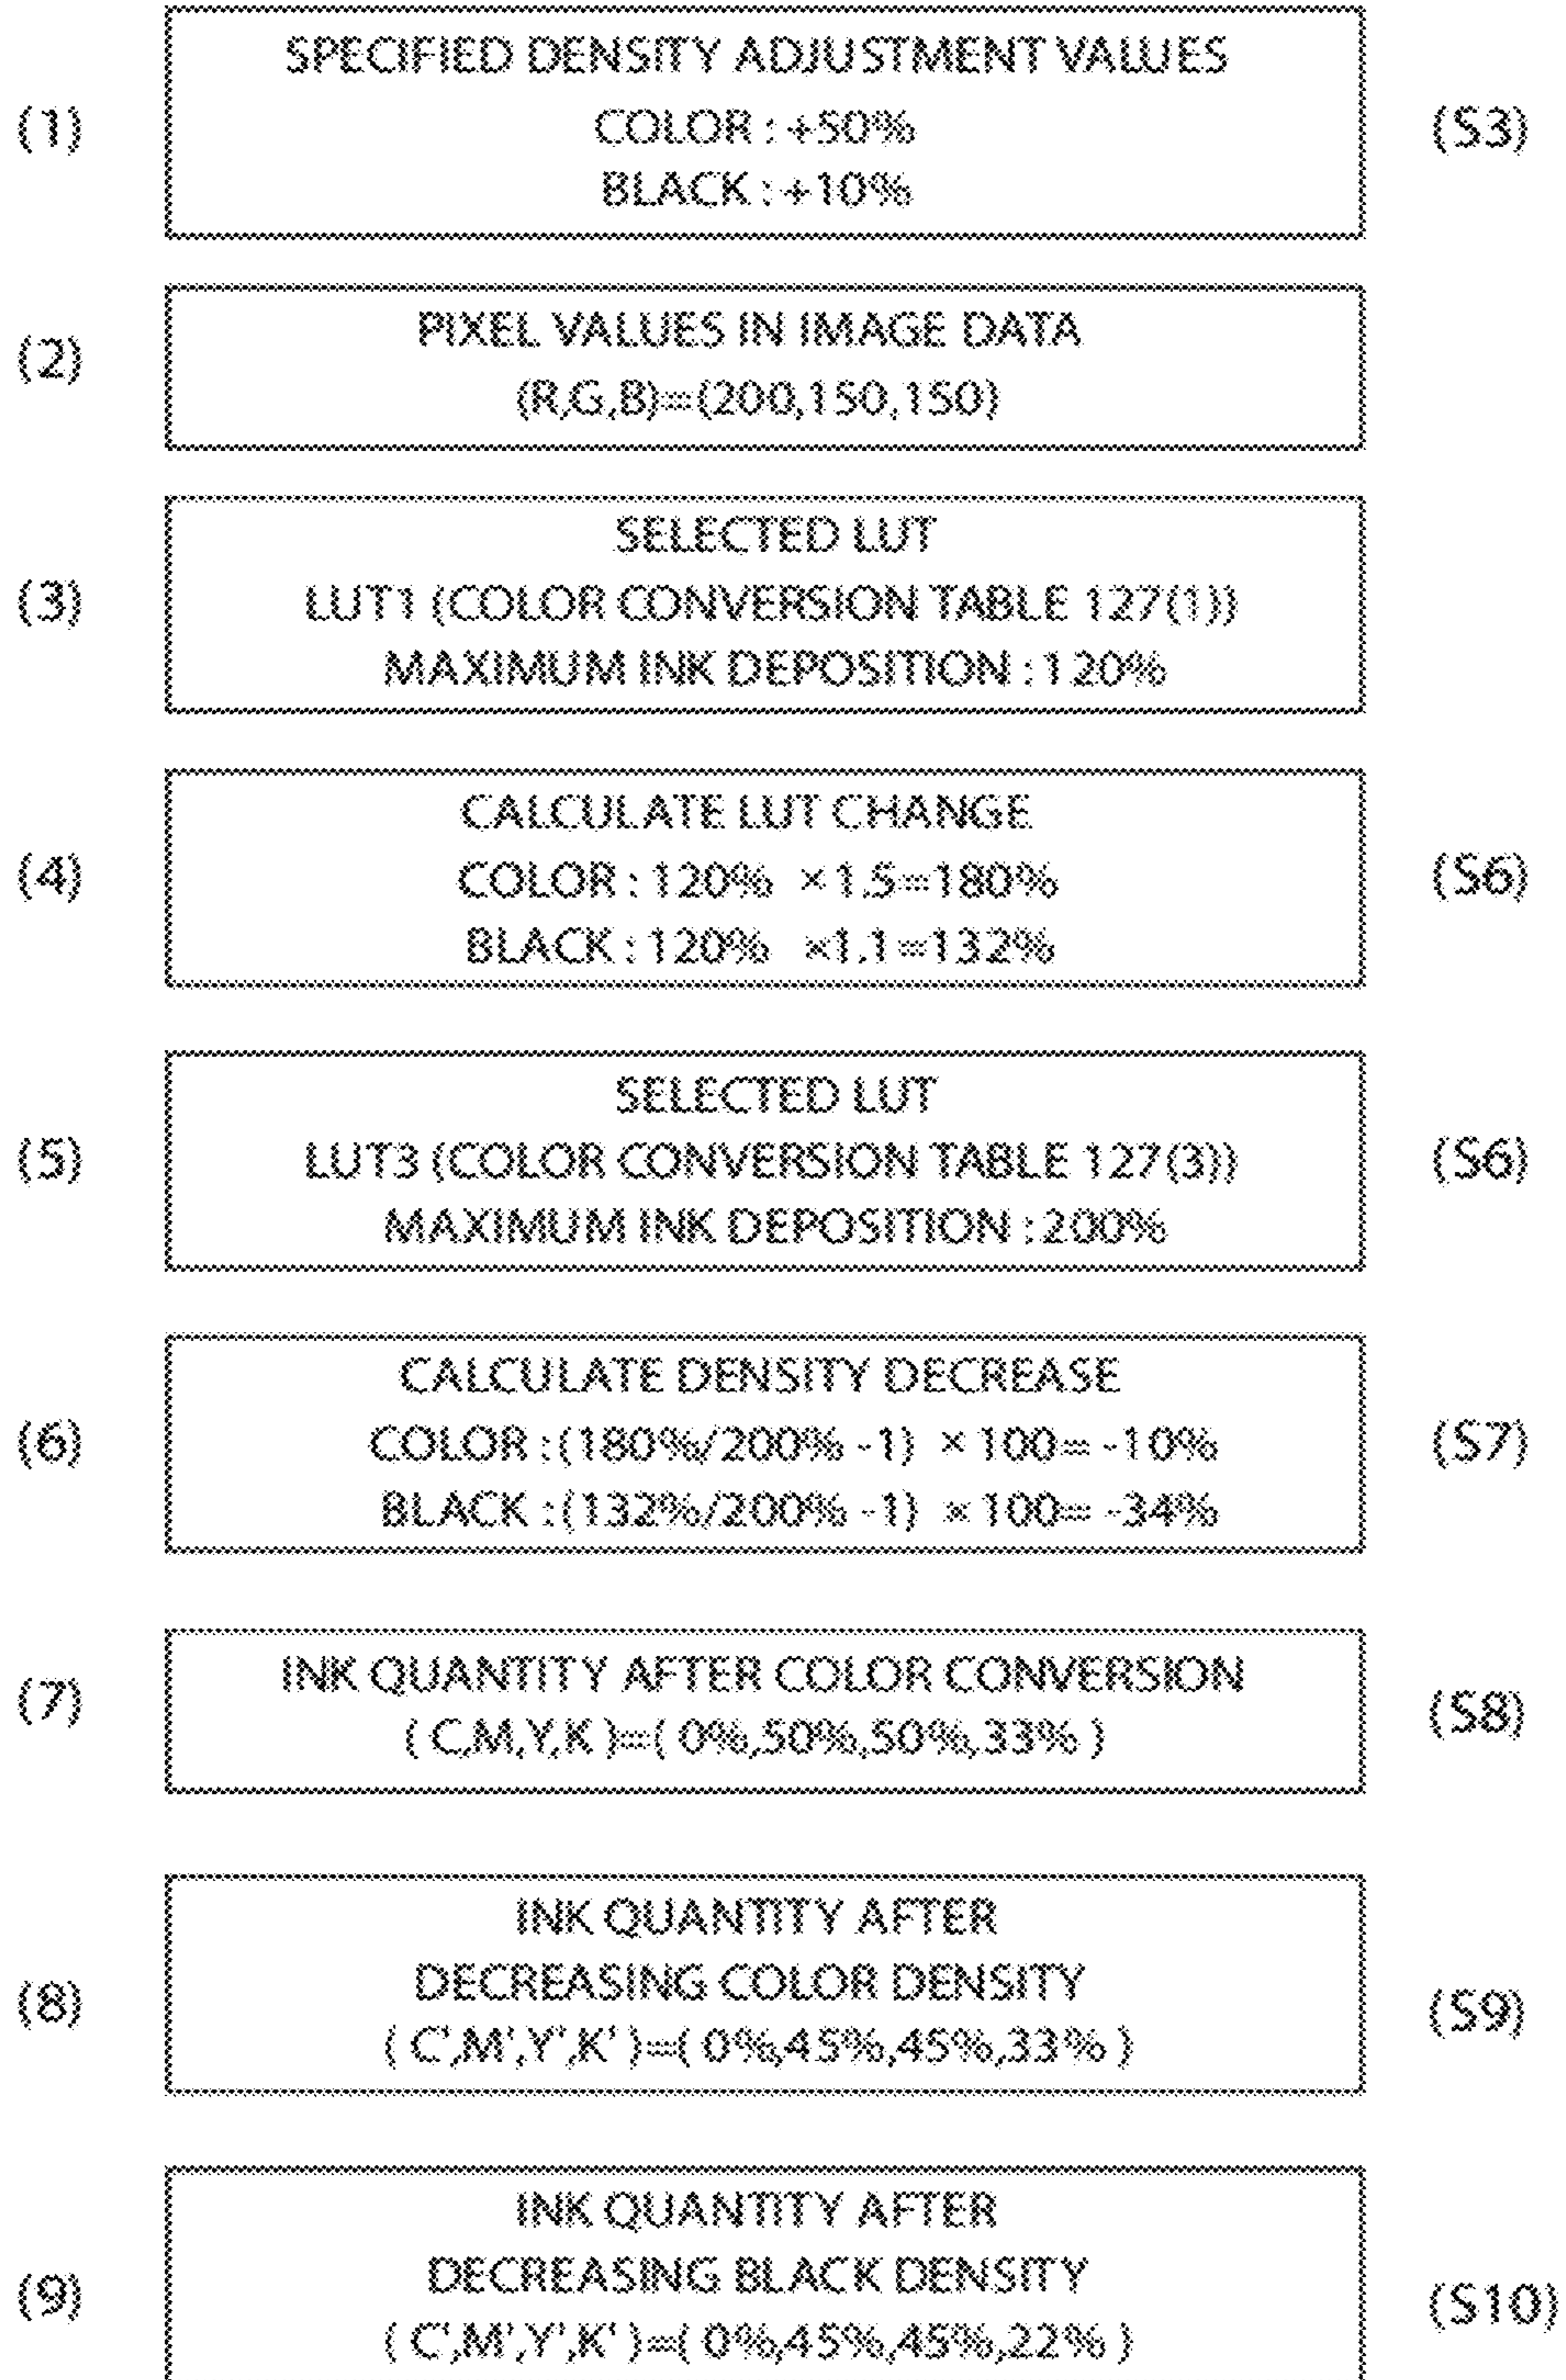 SPECIFIED DENSITY ADJUSTMENT VALUES
(1) COLOR : +50% (S3)
BLACK : +10%
PIXEL VALUES IN IMAGE DATA
(2)
(R,G,B)=(200,150,150)
SELECTED LUT
(3) LUT1 (COLOR CONVERSION TABLE 127(1))
MAXIMUM INK DEPOSITION : 120%
CALCULATE LUT CHANGE
(4) COLOR : 120% ×1.5=180% (S6)
BLACK : 120% ×1.1=132%
SELECTED LUT
(5) LUT3 (COLOR CONVERSION TABLE 127(3)) (S6)
MAXIMUM INK DEPOSITION : 200%
CALCULATE DENSITY DECREASE
(6) COLOR : (180%/200% -1) × 100= -10% (S7)
BLACK : (132%/200% -1) × 100= -34%
INK QUANTITY AFTER COLOR CONVERSION
(7) (S8)
( C,M,Y,K )=( 0%,50%,50%,33% )
INK QUANTITY AFTER
(8) DECREASING COLOR DENSITY (S9)
( C',M',Y',K' )=( 0%,45%,45%,33% )
INK QUANTITY AFTER
(9) DECREASING BLACK DENSITY (S10)
( C',M',Y',K' )=( 0%,45%,45%,22% )